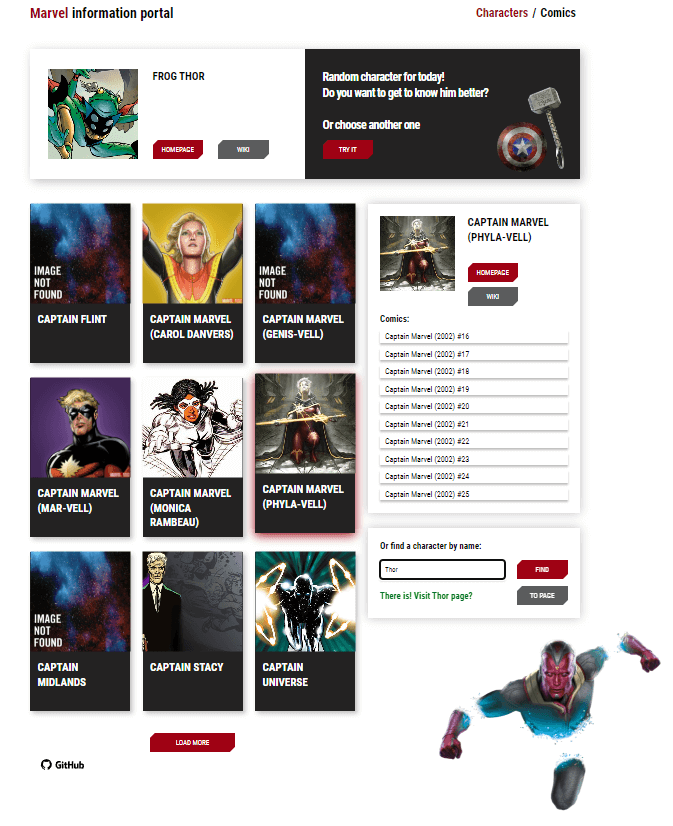 Marvel information portal
Characters / Comics
FROG THOR
HOMEPAGE
WIKI
Random character for today!
Do you want to get to know him better?
Or choose another one
TRY IT
IMAGE
NOT
FOUND
CAPTAIN FLINT
CAPTAIN MARVEL
(CAROL DANVERS)
IMAGE
NOT
FOUND
CAPTAIN MARVEL
(GENIS-VELL)
CAPTAIN MARVEL
(MAR-VELL)
CAPTAIN MARVEL
(MONICA
RAMBEAU)
CAPTAIN MARVEL
(PHYLA-VELL)
IMAGE
NOT
FOUND
CAPTAIN
MIDLANDS
CAPTAIN STACY
CAPTAIN
UNIVERSE
LOAD MORE
CAPTAIN MARVEL
(PHYLA-VELL)
HOMEPAGE
WIKI
Comics:
Captain Marvel (2002) #16
Captain Marvel (2002) #17
Captain Marvel (2002) #18
Captain Marvel (2002) #19
Captain Marvel (2002) #20
Captain Marvel (2002) #21
Captain Marvel (2002) #22
Captain Marvel (2002) #23
Captain Marvel (2002) #24
Captain Marvel (2002) #25
Or find a character by name:
Thor
FIND
There is! Visit Thor page?
TO PAGE
GitHub